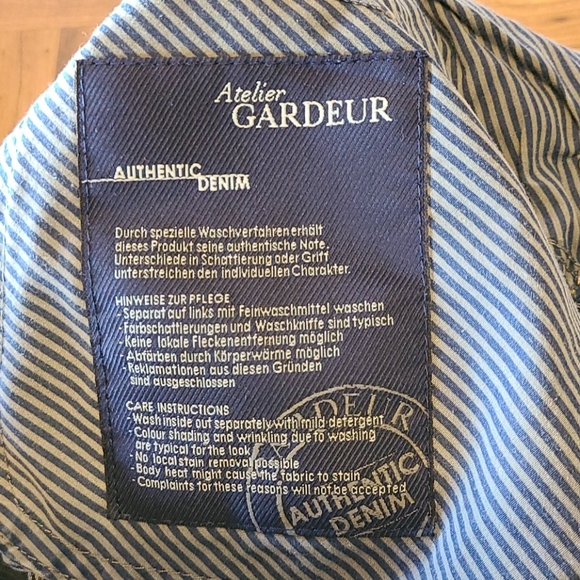 Atelier
GARDEUR
AUTHENTIC
DENIM
Durch spezielle Waschverfahren erhält
dieses Produkt seine authentische Note.
Unterschiede in Schattierung oder Griff
unterstreichen den individuellen Charakter.
HINWEISE ZUR PFLEGE
- Separat auf links mit Feinwaschmittel waschen
- Farbschattierungen und Waschkniffe sind typisch
- Keine lokale Fleckenentfernung möglich
- Abfärben durch Körperwärme möglich
- Reklamationen aus diesen Gründen
sind ausgeschlossen
CARE INSTRUCTIONS
- Wash inside out separately with mild detergent
- Colour shading and wrinkling due to washing
are typical for the look
- No local stain removal possible
- Body heat might cause the fabric to stain
- Complaints for these reasons will not be accepted
AUTHENTIC
DENIM